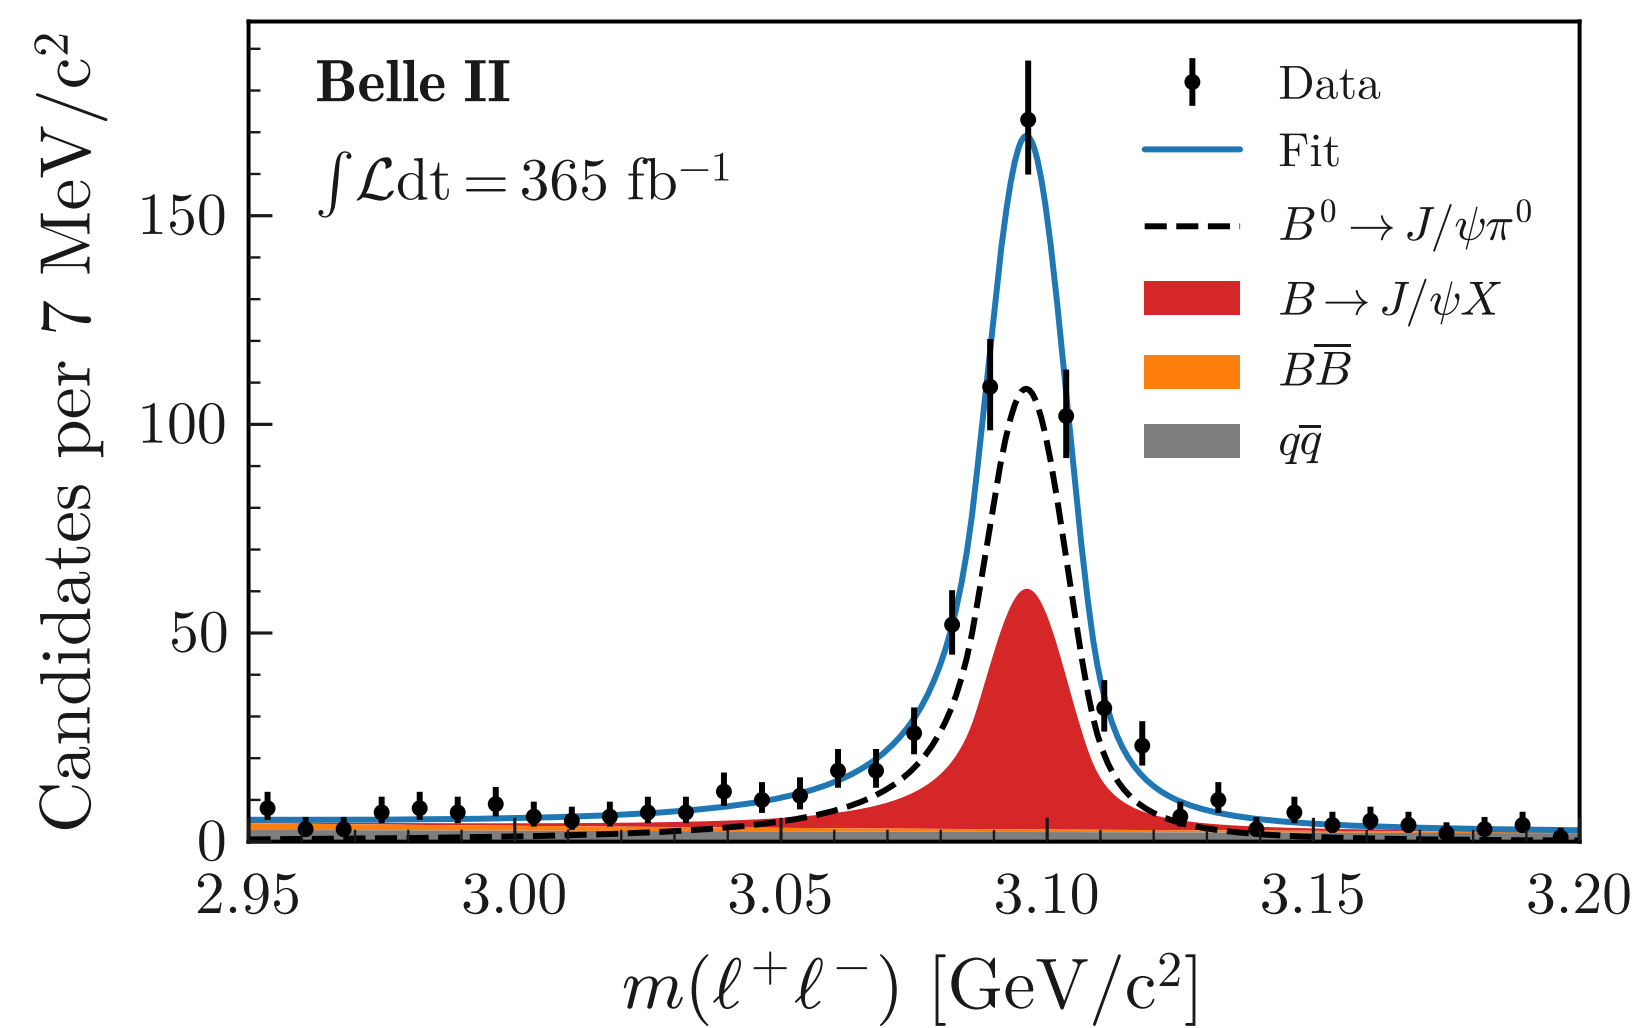 Candidates per 7 MeV/c²
Belle II
∫ℒdt = 365 fb⁻¹
Data
Fit
B⁰ → J/ψπ⁰
B → J/ψX
BB̅
qq̅
150
100
50
0
2.95 3.00 3.05 3.10 3.15 3.20
m(ℓ⁺ℓ⁻) [GeV/c²]